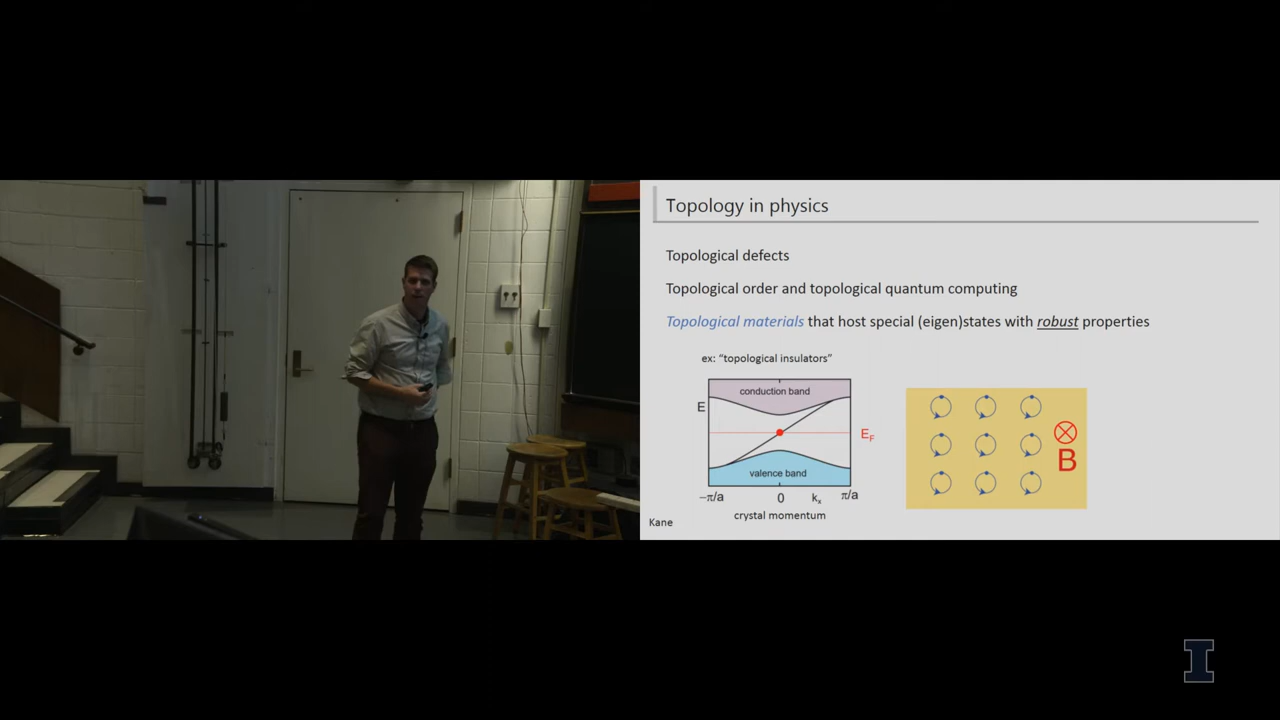 Topology in physics
Topological defects
Topological order and topological quantum computing
Topological materials that host special (eigen)states with robust properties
ex: “topological insulators”
conduction band
E
E_F
valence band
B
−π/a 0 k_x π/a
crystal momentum
Kane
I